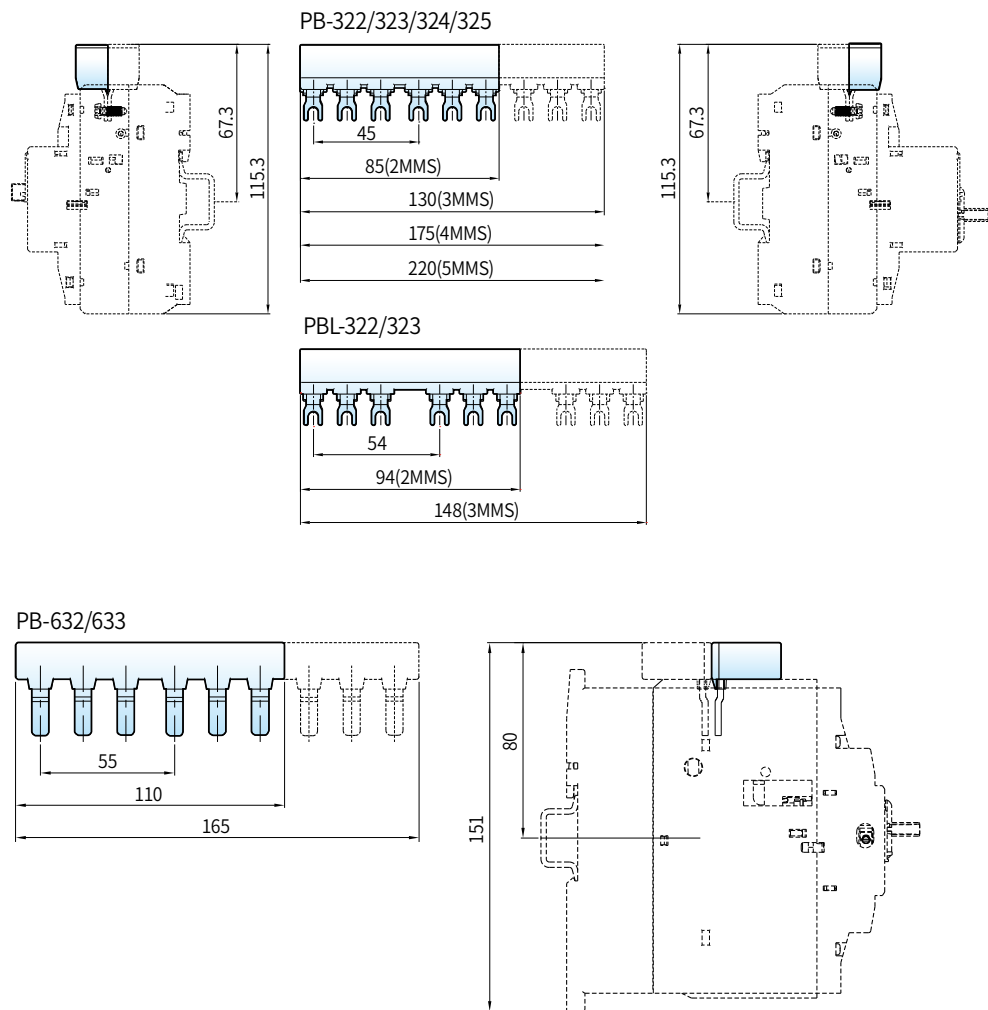 PB-322/323/324/325
67.3
115.3
45
85(2MMS)
130(3MMS)
175(4MMS)
220(5MMS)
67.3
115.3
PBL-322/323
54
94(2MMS)
148(3MMS)
PB-632/633
55
110
165
80
151